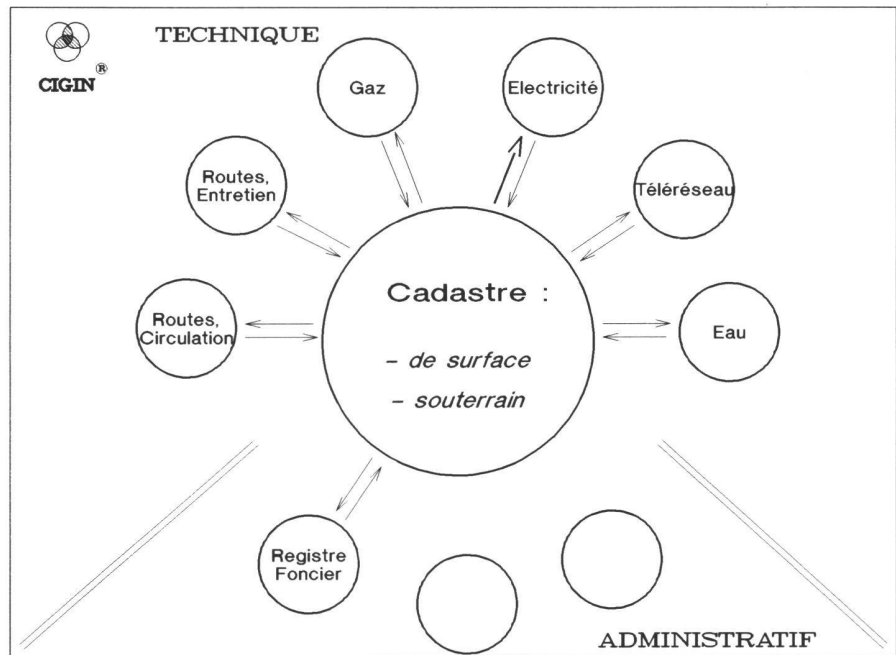 TECHNIQUE
CIGIN ®
Gaz
Electricité
Routes,
Entretien
Téléréseau
Routes,
Circulation
Eau
Cadastre :
- de surface
- souterrain
Registre
Foncier
ADMINISTRATIF